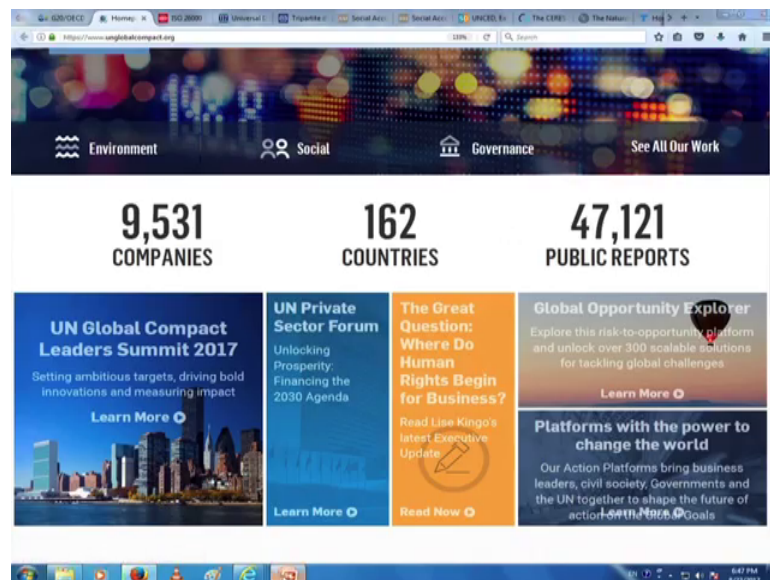 G20/OECD
Homep
ISO 26000
Universal
Tripartite
Social Acc
Social Acc
UNCED, E
The CERES
https://www.unglobalcompact.org
Search
Environment
Social
Governance
See All Our Work
9,531
COMPANIES
162
COUNTRIES
47,121
PUBLIC REPORTS
UN Global Compact
Leaders Summit 2017
Setting ambitious targets, driving bold
innovations and measuring impact
Learn More
UN Private
Sector Forum
Unlocking
Prosperity:
Financing the
2030 Agenda
Learn More
The Great
Question:
Where Do
Human
Rights Begin
for Business?
Read Lise Kingo's
latest Executive
Update
Read Now
Global Opportunity Explorer
Explore this risk-to-opportunity platform
and unlock over 300 scalable solutions
for tackling global challenges
Learn More
Platforms with the power to
change the world
Our Action Platforms bring business
leaders, civil society, Governments and
the UN together to shape the future of
action on the Global Goals
Learn More
EN
6:47 PM